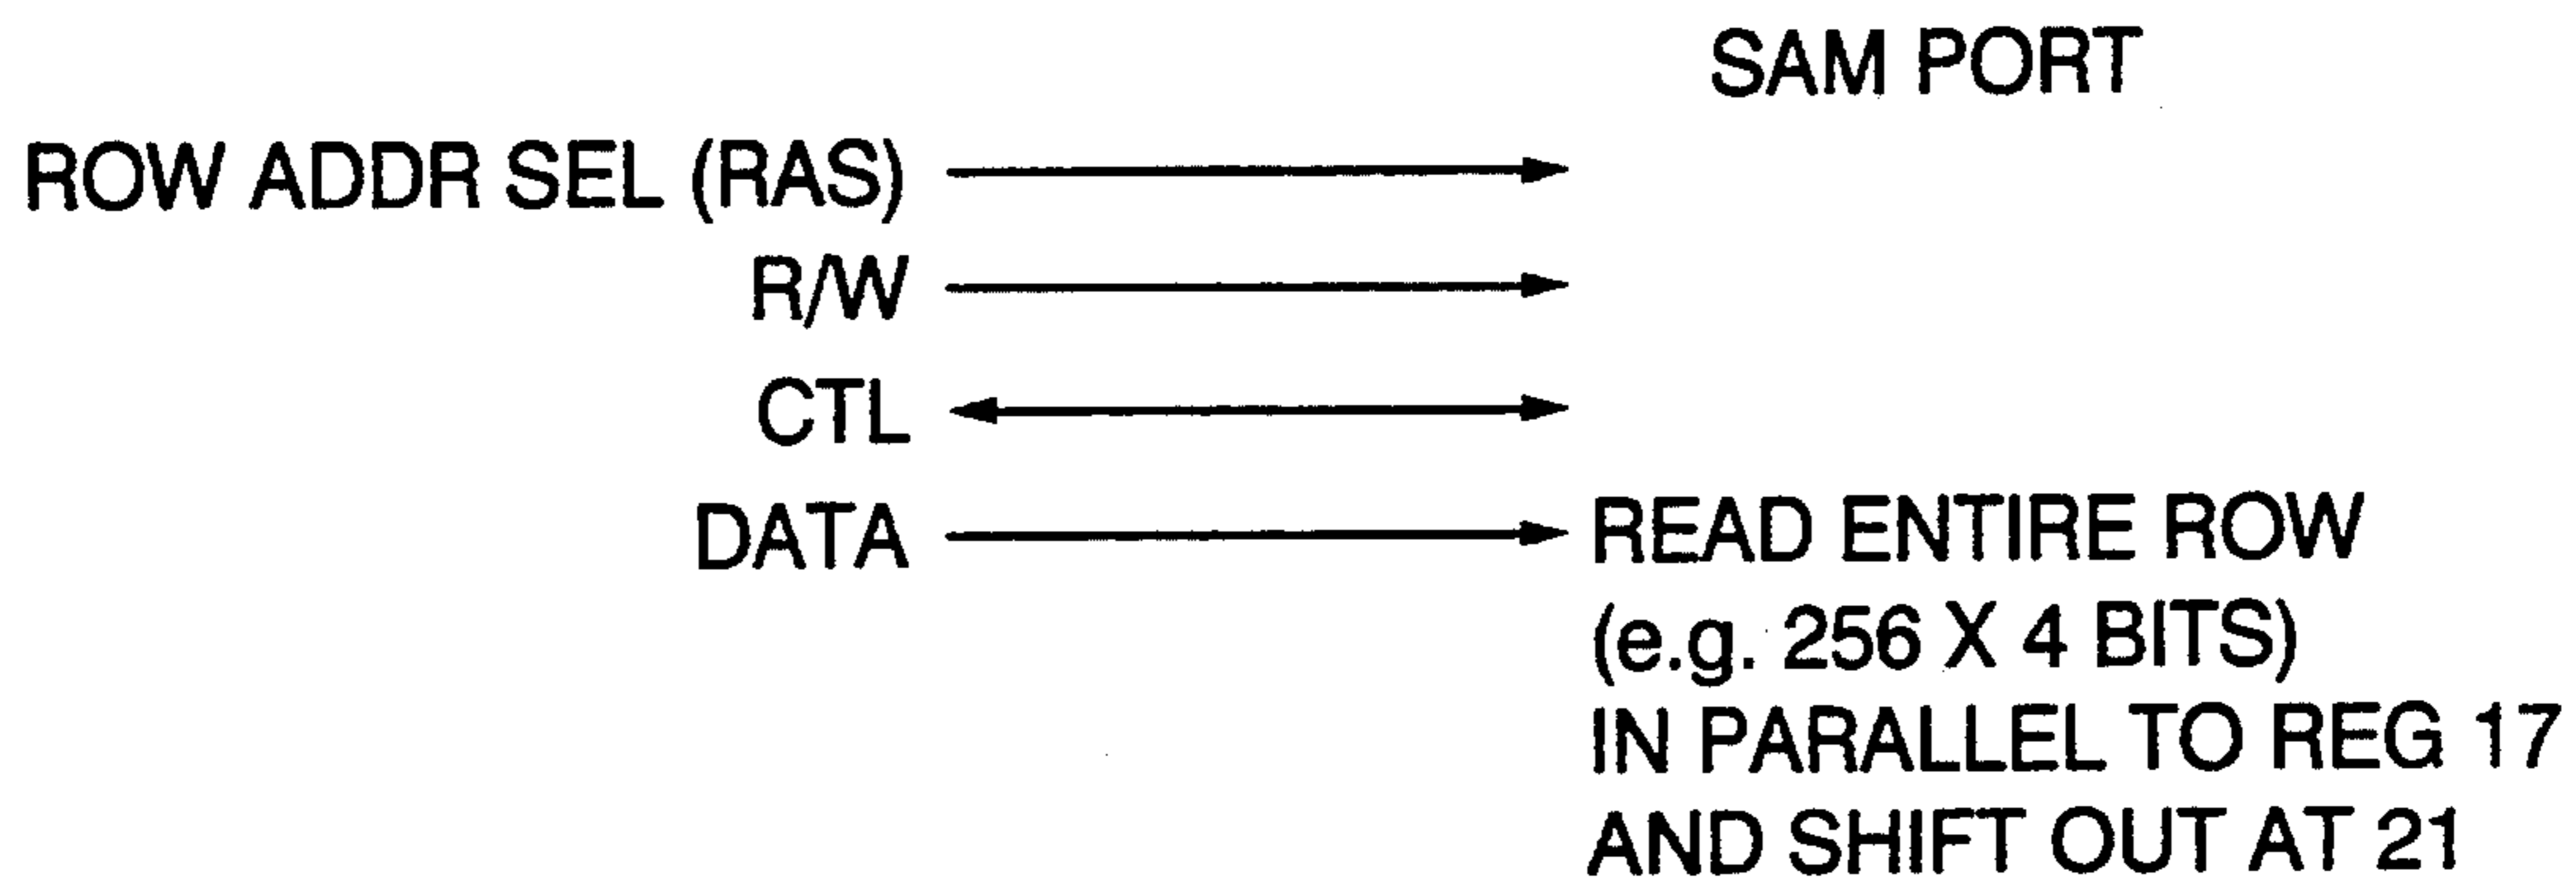 SAM PORT
ROW ADDR SEL (RAS)
R/W
CTL
DATA
READ ENTIRE ROW
(e.g. 256 X 4 BITS)
IN PARALLEL TO REG 17
AND SHIFT OUT AT 21